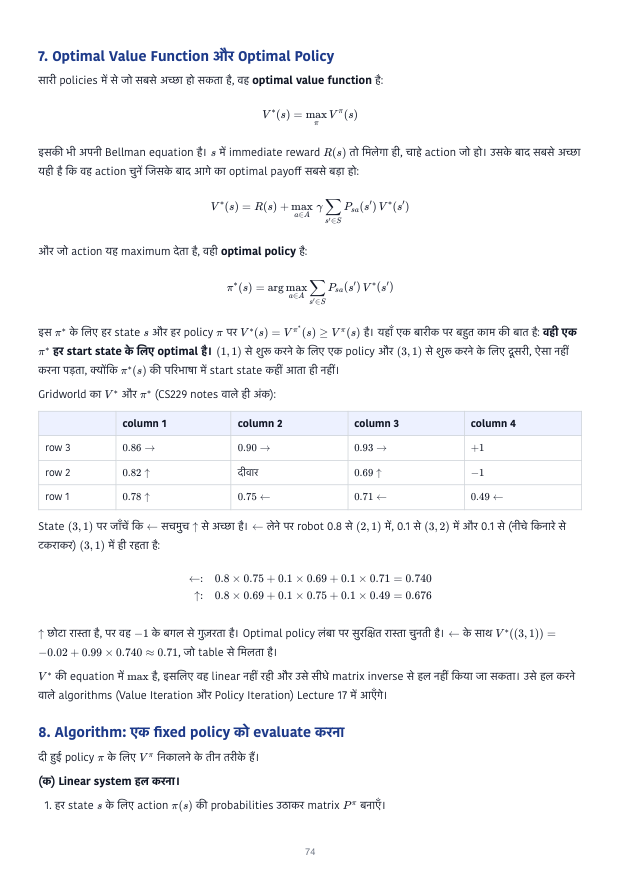 7. Optimal Value Function और Optimal Policy
सारी policies में से जो सबसे अच्छा हो सकता है, वह optimal value function है:
V*(s) = max_π V^π(s)
इसकी भी अपनी Bellman equation है। s में immediate reward R(s) तो मिलेगा ही, चाहे action जो हो। उसके बाद सबसे अच्छा
यही है कि वह action चुनें जिसके बाद आगे का optimal payoff सबसे बड़ा हो:
V*(s) = R(s) + max_{a∈A} γ ∑_{s′∈S} P_{sa}(s′) V*(s′)
और जो action यह maximum देता है, वही optimal policy है:
π*(s) = arg max_{a∈A} ∑_{s′∈S} P_{sa}(s′) V*(s′)
इस π* के लिए हर state s और हर policy π पर V*(s) = V^{π*}(s) ≥ V^π(s) है। यहाँ एक बारीक पर बहुत काम की बात है: वही एक
π* हर start state के लिए optimal है। (1, 1) से शुरू करने के लिए एक policy और (3, 1) से शुरू करने के लिए दूसरी, ऐसा नहीं
करना पड़ता, क्योंकि π*(s) की परिभाषा में start state कहीं आता ही नहीं।
Gridworld का V* और π* (CS229 notes वाले ही अंक):
column 1 column 2 column 3 column 4
row 3 0.86 → 0.90 → 0.93 → +1
row 2 0.82 ↑ दीवार 0.69 ↑ −1
row 1 0.78 ↑ 0.75 ← 0.71 ← 0.49 ←
State (3, 1) पर जाँचें कि ← सचमुच ↑ से अच्छा है। ← लेने पर robot 0.8 से (2, 1) में, 0.1 से (3, 2) में और 0.1 से (नीचे किनारे से
टकराकर) (3, 1) में ही रहता है:
←: 0.8 × 0.75 + 0.1 × 0.69 + 0.1 × 0.71 = 0.740
↑: 0.8 × 0.69 + 0.1 × 0.75 + 0.1 × 0.49 = 0.676
↑ छोटा रास्ता है, पर वह −1 के बगल से गुज़रता है। Optimal policy लंबा पर सुरक्षित रास्ता चुनती है। ← के साथ V*((3, 1)) =
−0.02 + 0.99 × 0.740 ≈ 0.71, जो table से मिलता है।
V* की equation में max है, इसलिए वह linear नहीं रही और उसे सीधे matrix inverse से हल नहीं किया जा सकता। उसे हल करने
वाले algorithms (Value Iteration और Policy Iteration) Lecture 17 में आएँगे।
8. Algorithm: एक fixed policy को evaluate करना
दी हुई policy π के लिए V^π निकालने के तीन तरीके हैं।
(क) Linear system हल करना।
1. हर state s के लिए action π(s) की probabilities उठाकर matrix P^π बनाएँ।
74